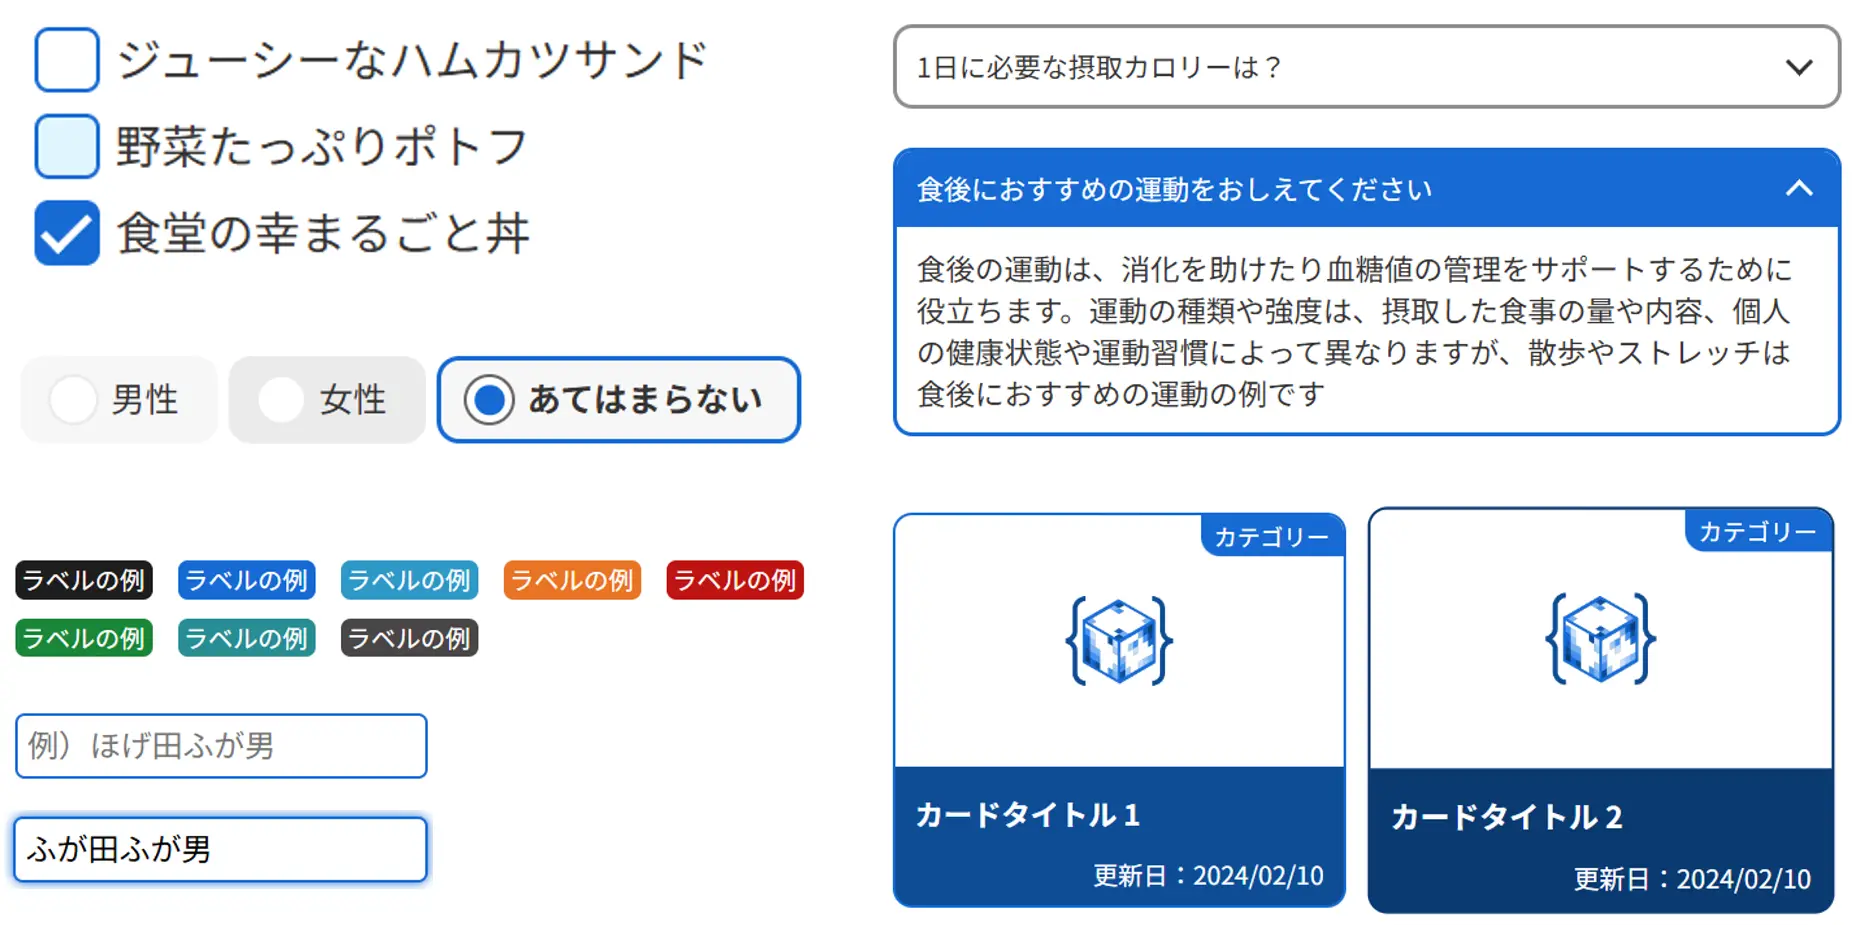 ジューシーなハムカツサンド
野菜たっぷりポトフ
食堂の幸まるごと丼
男性
女性
あてはまらない
ラベルの例
ラベルの例
ラベルの例
ラベルの例
ラベルの例
ラベルの例
ラベルの例
ラベルの例
例）ほげ田ふが男
ふが田ふが男
1日に必要な摂取カロリーは？
食後におすすめの運動をおしえてください
食後の運動は、消化を助けたり血糖値の管理をサポートするために
役立ちます。運動の種類や強度は、摂取した食事の量や内容、個人
の健康状態や運動習慣によって異なりますが、散歩やストレッチは
食後におすすめの運動の例です
カテゴリー
カードタイトル 1
更新日：2024/02/10
カテゴリー
カードタイトル 2
更新日：2024/02/10